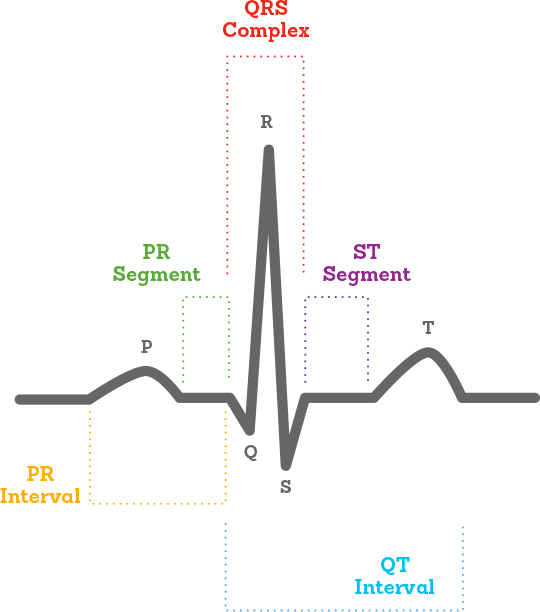 QRS
Complex
R
PR
Segment
ST
Segment
T
P
Q
PR
Interval
S
QT
Interval